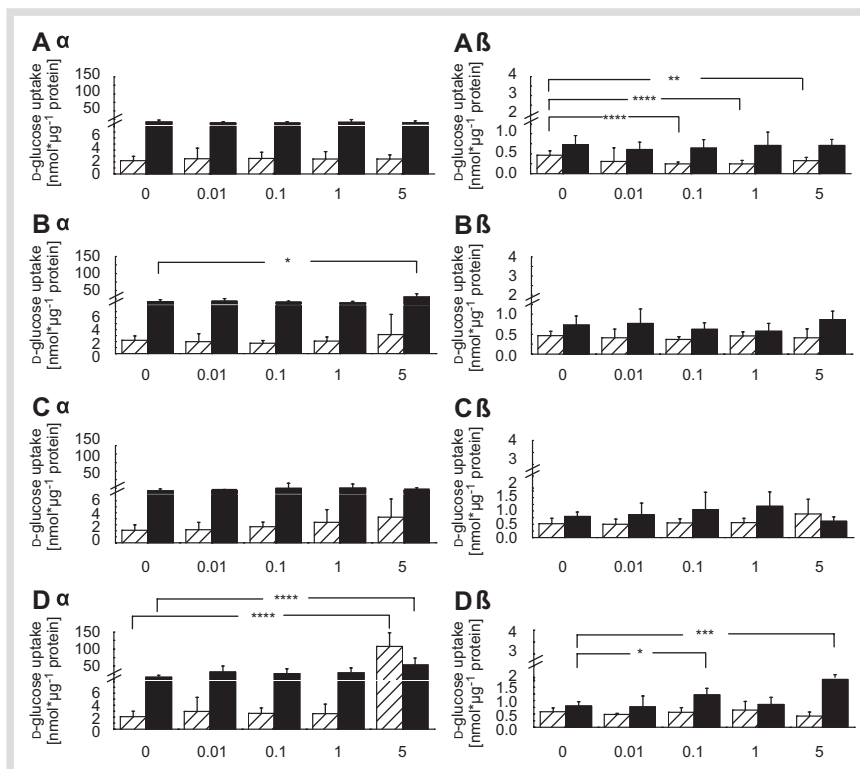 A α
D-glucose uptake
[nmol*µg⁻¹ protein]
150
100
50
6
4
2
0
0 0.01 0.1 1 5
A ß
D-glucose uptake
[nmol*µg⁻¹ protein]
4
3
2
1.0
0.5
0.0
**
****
****
0 0.01 0.1 1 5
B α
D-glucose uptake
[nmol*µg⁻¹ protein]
150
100
50
6
4
2
0
*
0 0.01 0.1 1 5
B ß
D-glucose uptake
[nmol*µg⁻¹ protein]
4
3
2
1.0
0.5
0.0
0 0.01 0.1 1 5
C α
D-glucose uptake
[nmol*µg⁻¹ protein]
150
100
50
6
4
2
0
0 0.01 0.1 1 5
C ß
D-glucose uptake
[nmol*µg⁻¹ protein]
4
3
2.0
1.5
1.0
0.5
0.0
0 0.01 0.1 1 5
D α
D-glucose uptake
[nmol*µg⁻¹ protein]
150
100
50
6
4
2
0
****
****
0 0.01 0.1 1 5
D ß
D-glucose uptake
[nmol*µg⁻¹ protein]
4
3
2.0
1.5
1.0
0.5
0.0
***
*
0 0.01 0.1 1 5